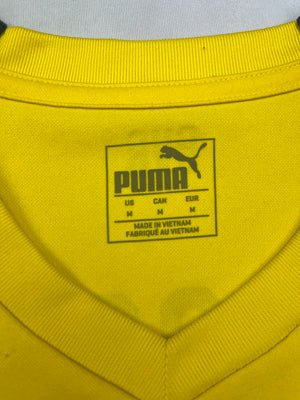 PUMA
US CAN EUR
M M M
MADE IN VIETNAM
FABRIQUÉ AU VIETNAM